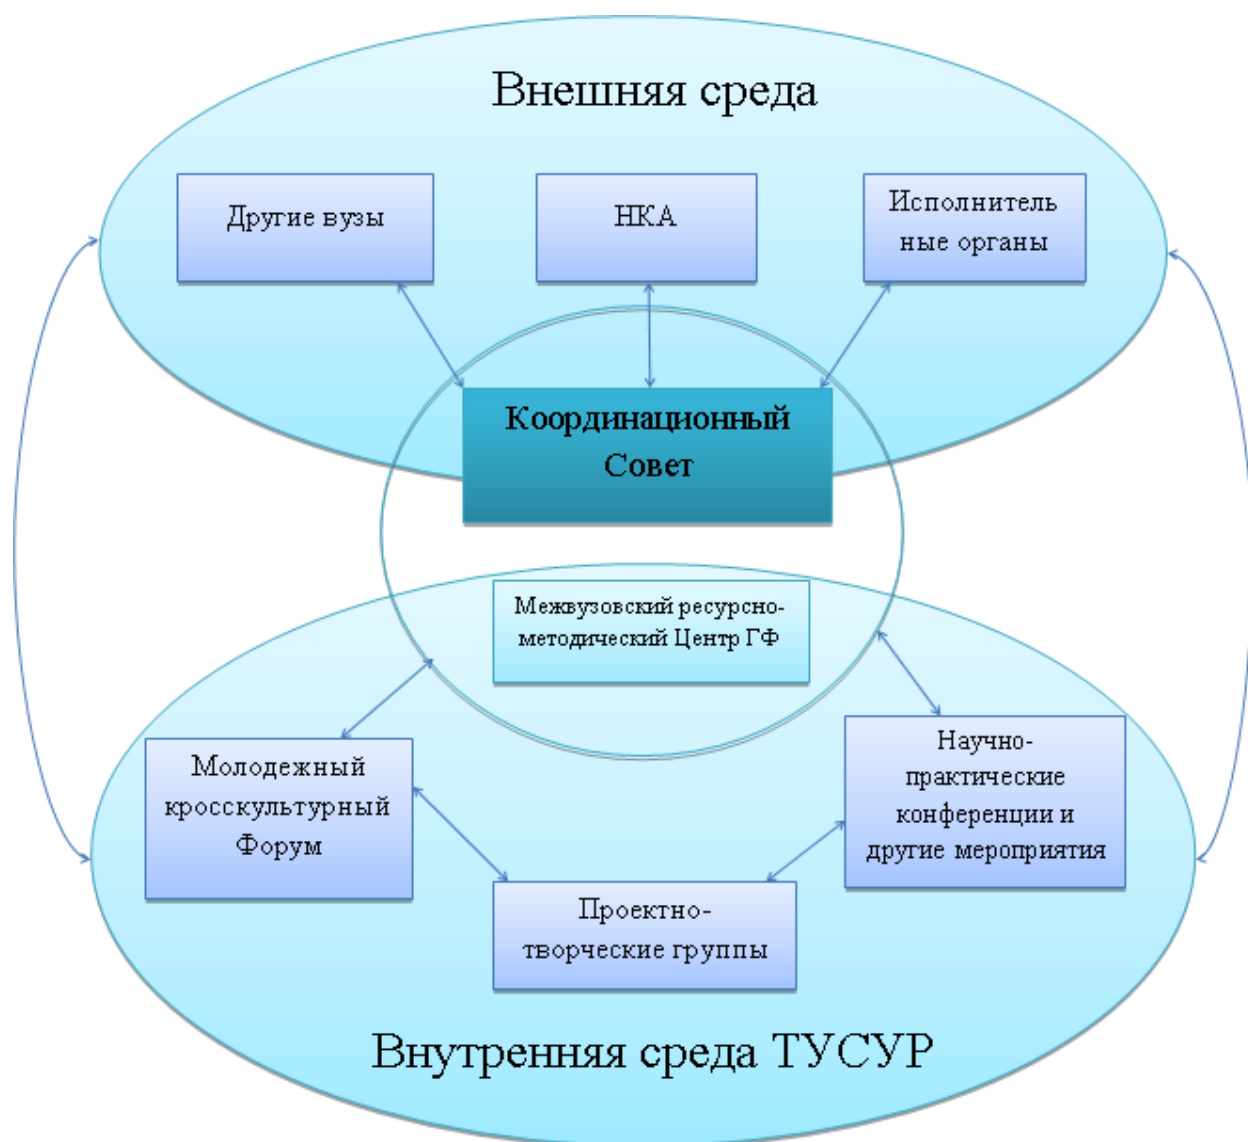 Внешняя среда
Другие вузы
НКА
Исполнитель
ные органы
Координационный
Совет
Межвузовский ресурсно-
методический Центр ГФ
Молодежный
кросскультурный
Форум
Научно-
практические
конференции и
другие мероприятия
Проектно-
творческие группы
Внутренняя среда ТУСУР